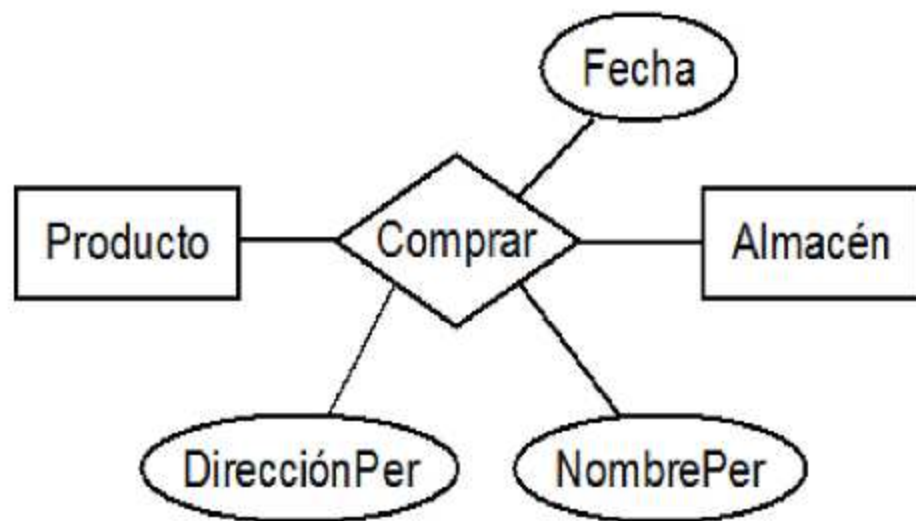 Fecha
Producto
Comprar
Almacén
DirecciónPer
NombrePer